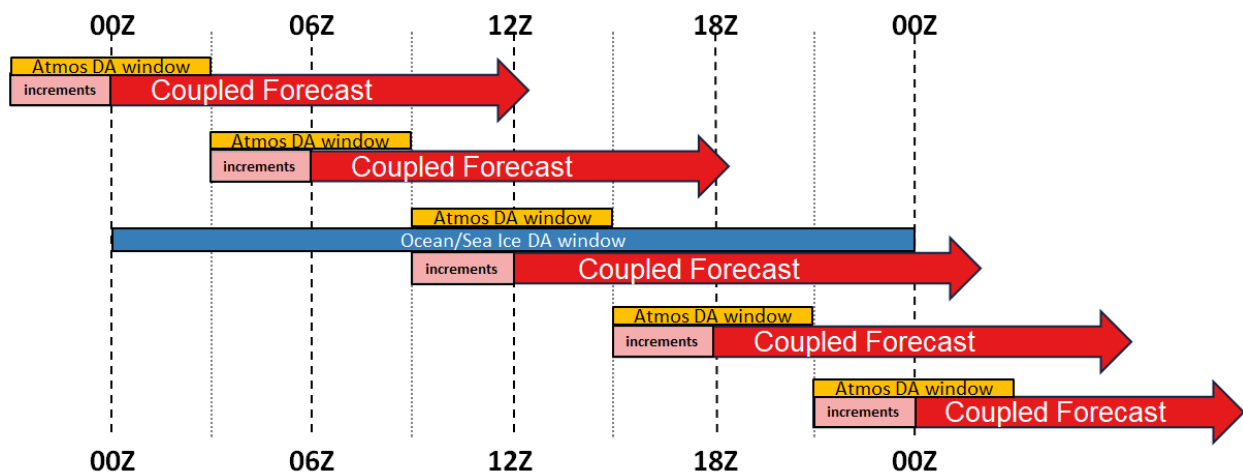 00Z 06Z 12Z 18Z 00Z
Atmos DA window
increments Coupled Forecast
Atmos DA window
increments Coupled Forecast
Atmos DA window
Ocean/Sea Ice DA window
increments Coupled Forecast
Atmos DA window
increments Coupled Forecast
Atmos DA window
increments Coupled Forecast
00Z 06Z 12Z 18Z 00Z